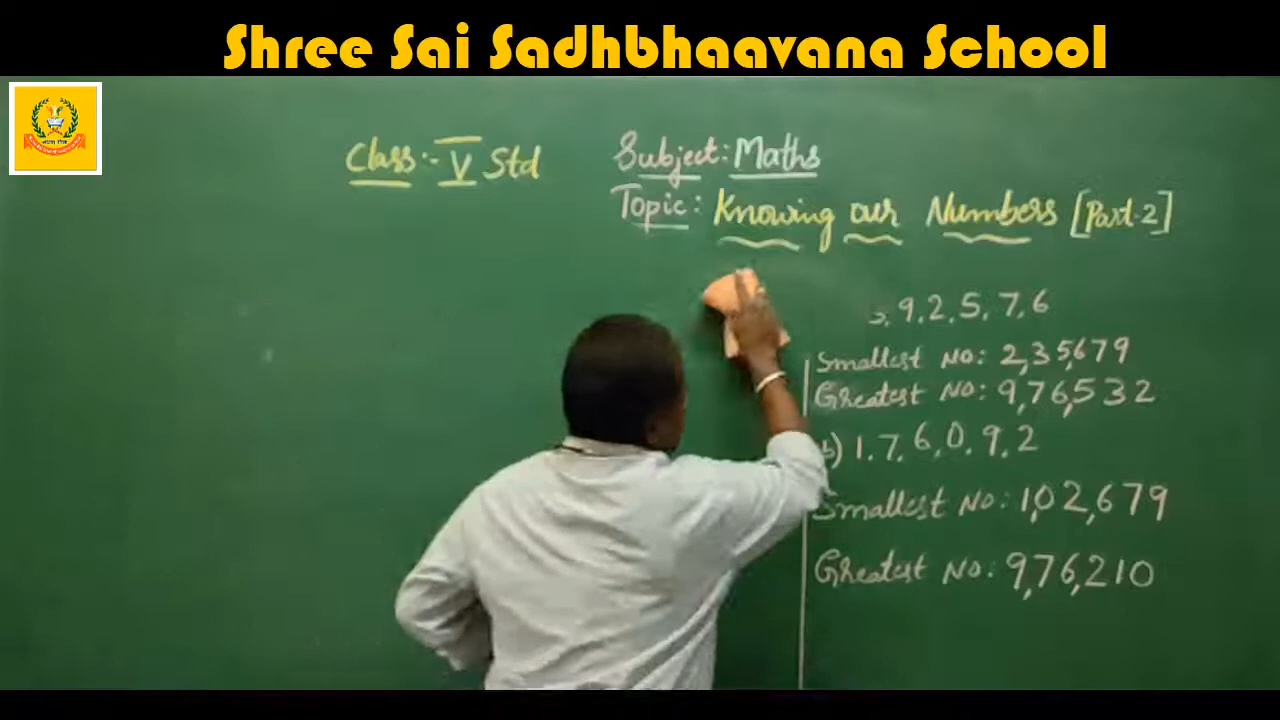 Shree Sai Sadhbhaavana School
Class:- V Std
Subject: Maths
Topic: Knowing our Numbers [Part-2]
3, 9, 2, 5, 7, 6
Smallest No: 2,35,679
Greatest No: 9,76,532
b) 1, 7, 6, 0, 9, 2
Smallest No: 1,02,679
Greatest No: 9,76,210